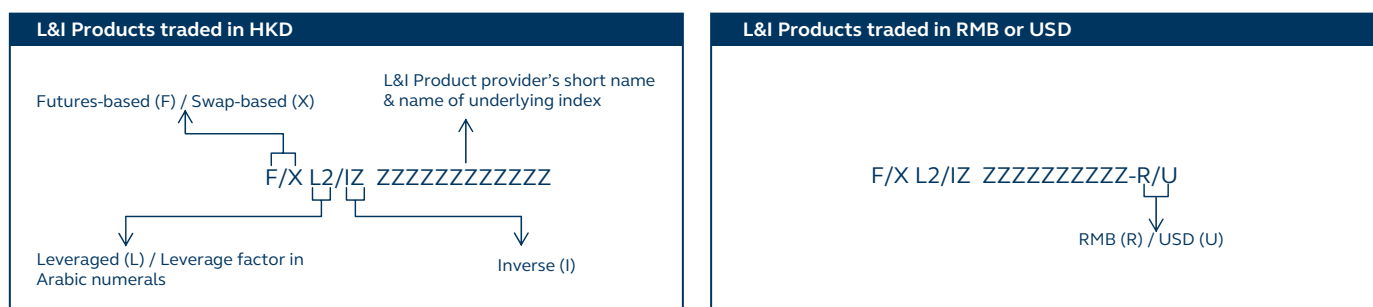 L&I Products traded in HKD
L&I Product provider’s short name
& name of underlying index
Futures-based (F) / Swap-based (X)
F/X L2/IZ ZZZZZZZZZZZZ
Leveraged (L) / Leverage factor in
Arabic numerals
Inverse (I)
L&I Products traded in RMB or USD
F/X L2/IZ ZZZZZZZZZZ-R/U
RMB (R) / USD (U)